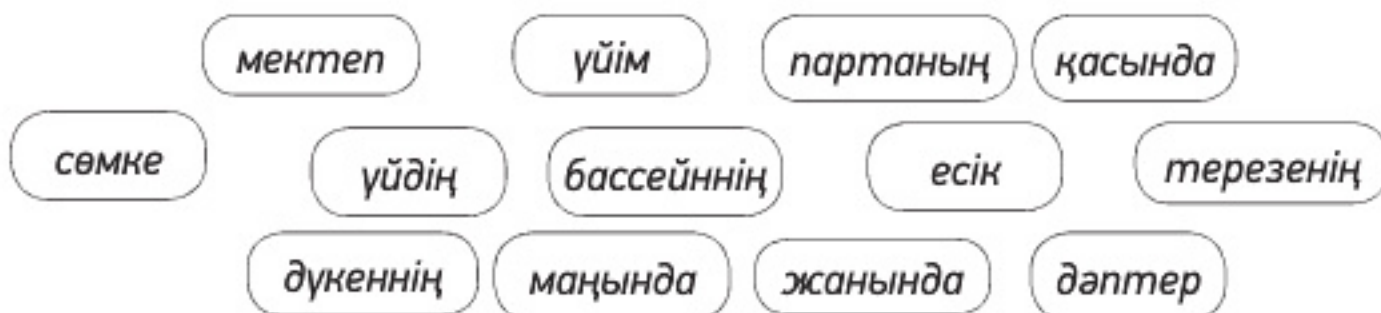 мектеп үйім партаның қасында
сөмке үйдің бассейннің есік терезенің
дүкеннің маңында жанында дәптер